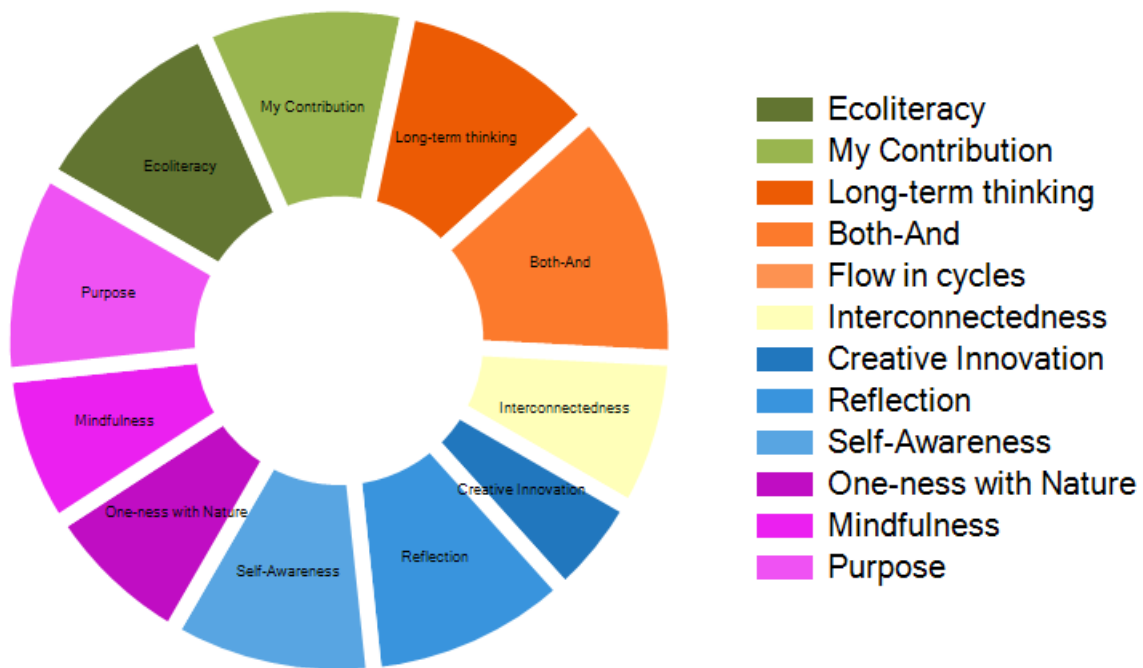 My Contribution
Long-term thinking
Ecoliteracy
Both-And
Purpose
Interconnectedness
Mindfulness
Creative Innovation
One-ness with Nature
Reflection
Self-Awareness
Ecoliteracy
My Contribution
Long-term thinking
Both-And
Flow in cycles
Interconnectedness
Creative Innovation
Reflection
Self-Awareness
One-ness with Nature
Mindfulness
Purpose